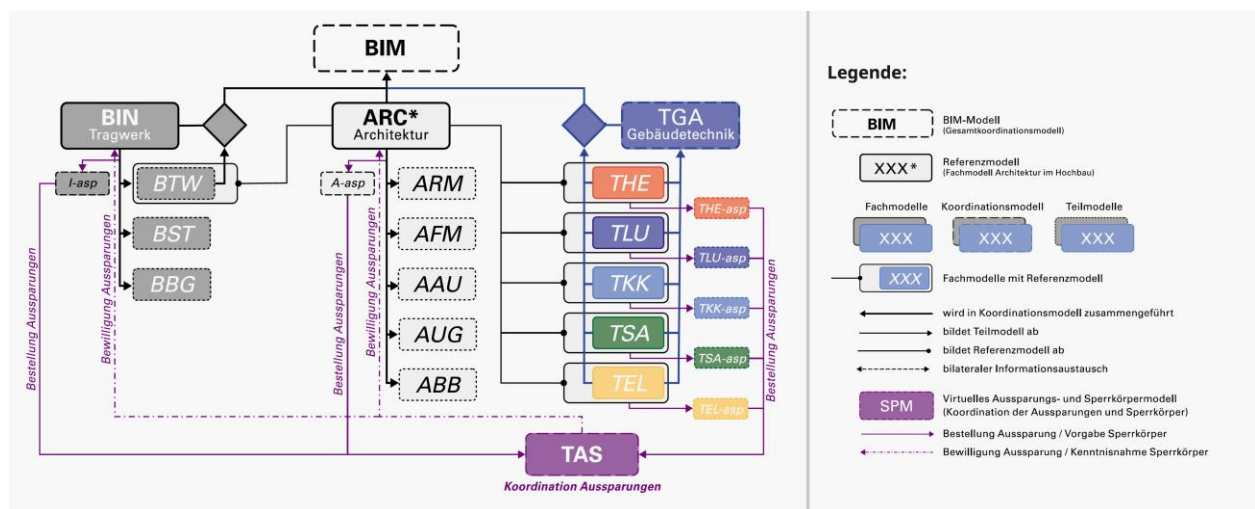 BIM
BIN
Tragwerk
ARC*
Architektur
TGA
Gebäudetechnik
I-asp
BTW
BST
BBG
A-asp
ARM
AFM
AAU
AUG
ABB
THE
TLU
TKK
TSA
TEL
THE-asp
TLU-asp
TKK-asp
TSA-asp
TEL-asp
Bestellung Aussparungen
Bewilligung Aussparungen
Bestellung Aussparungen
Bewilligung Aussparungen
Bestellung Aussparungen
TAS
Koordination Aussparungen
Legende:
BIM
BIM-Modell
(Gesamtkoordinationsmodell)
XXX*
Referenzmodell
(Fachmodell Architektur im Hochbau)
Fachmodelle Koordinationsmodell Teilmodelle
XXX XXX XXX
XXX
Fachmodelle mit Referenzmodell
wird in Koordinationsmodell zusammengeführt
bildet Teilmodell ab
bildet Referenzmodell ab
bilateraler Informationsaustausch
SPM
Virtuelles Aussparungs- und Sperrkörpermodell
(Koordination der Aussparungen und Sperrkörper)
Bestellung Aussparung / Vorgabe Sperrkörper
Bewilligung Aussparung / Kenntnisnahme Sperrkörper